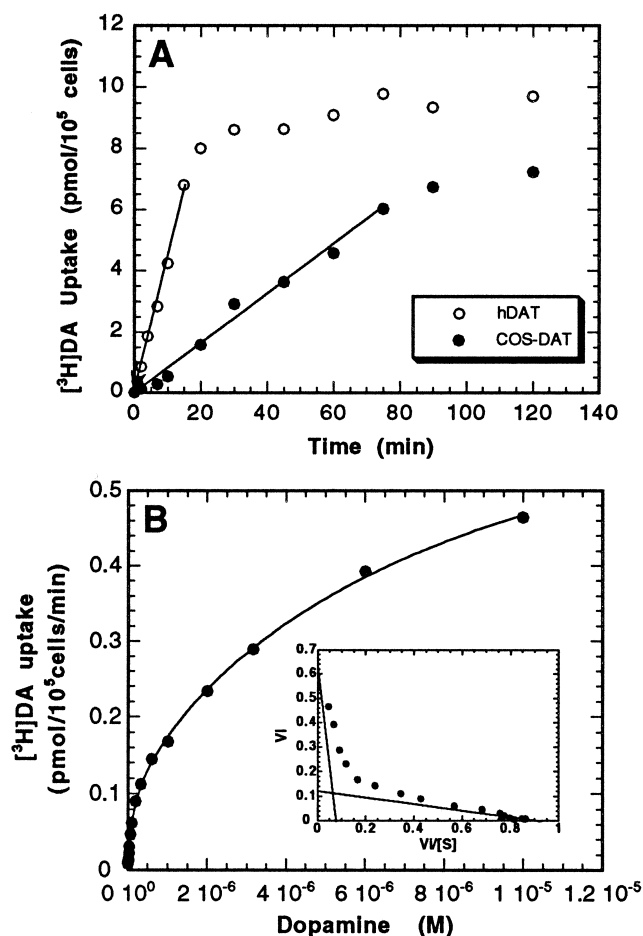 A
[³H]DA Uptake (pmol/10⁵ cells)
12
10
8
6
4
2
0
0 20 40 60 80 100 120 140
Time (min)
hDAT
COS-DAT
B
[³H]DA uptake
(pmol/10⁵cells/min)
0.5
0.4
0.3
0.2
0.1
0
0 10⁰ 2 10⁻⁶ 4 10⁻⁶ 6 10⁻⁶ 8 10⁻⁶ 1 10⁻⁵ 1.2 10⁻⁵
Dopamine (M)
VI
0.7
0.6
0.5
0.4
0.3
0.2
0.1
0
0 0.2 0.4 0.6 0.8 1
VI/[S]